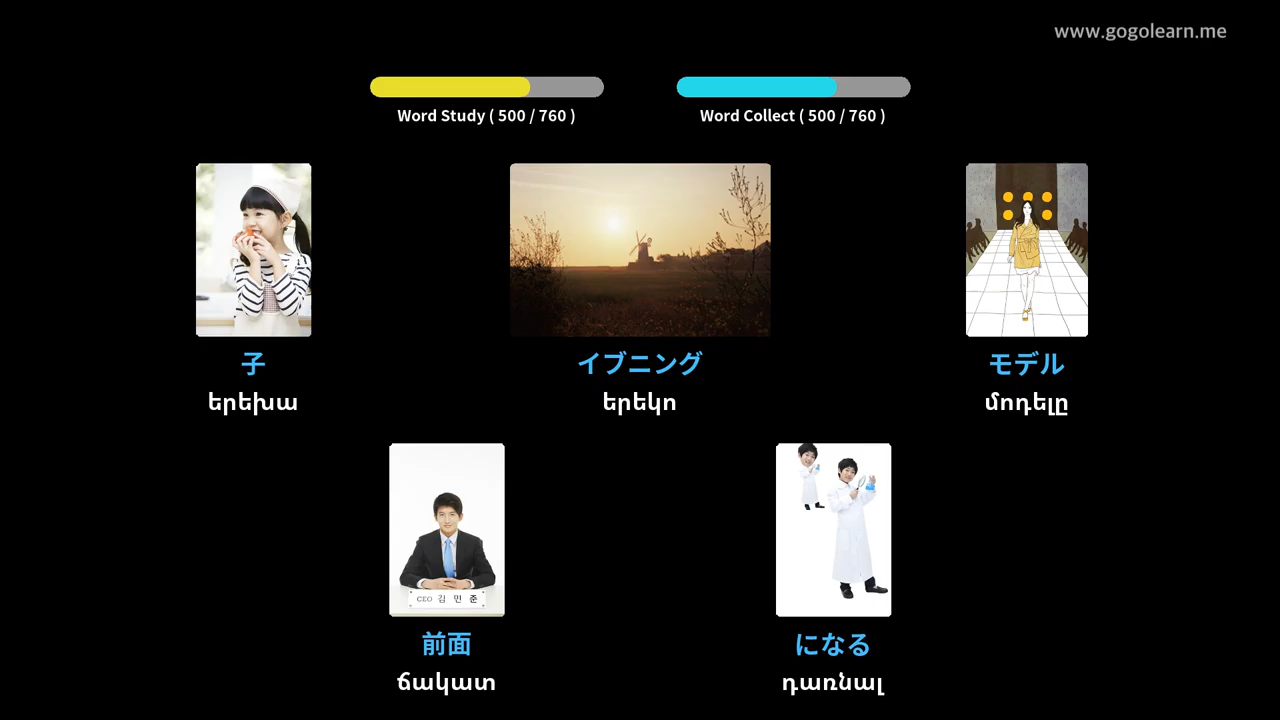 www.gogolearn.me
Word Study ( 500 / 760 )
Word Collect ( 500 / 760 )
子
երեխա
イブニング
երեկո
モデル
մոդելը
CEO 김 민 준
前面
ճակատ
になる
դառնալ